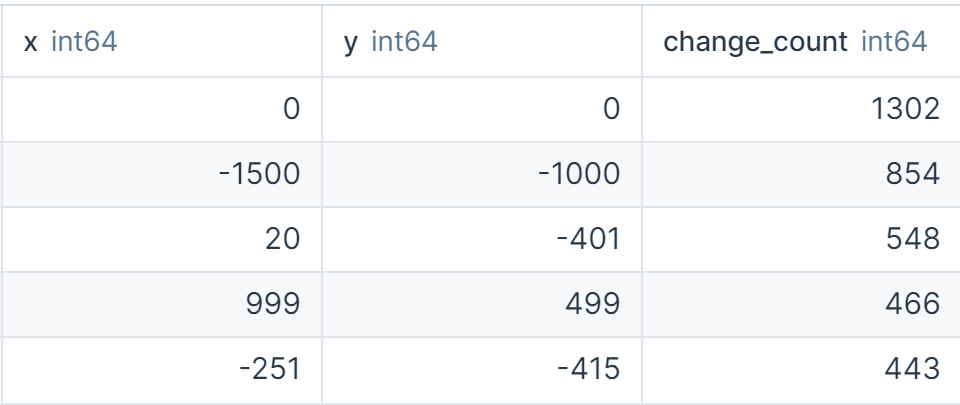 x int64 y int64 change_count int64
0 0 1302
-1500 -1000 854
20 -401 548
999 499 466
-251 -415 443